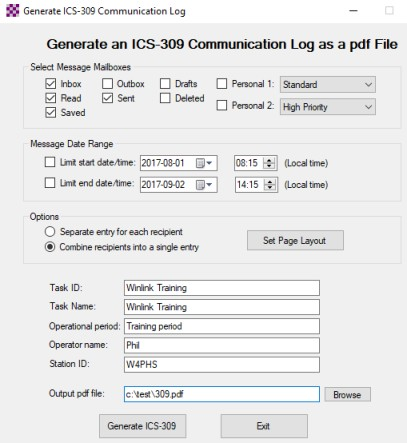 Generate ICS-309 Communication Log
Generate an ICS-309 Communication Log as a pdf File
Select Message Mailboxes
Inbox Outbox Drafts Personal 1: Standard
Read Sent Deleted Personal 2: High Priority
Saved
Message Date Range
Limit start date/time: 2017-08-01 08:15 (Local time)
Limit end date/time: 2017-09-02 14:15 (Local time)
Options
Separate entry for each recipient
Combine recipients into a single entry
Set Page Layout
Task ID: Winlink Training
Task Name: Winlink Training
Operational period: Training period
Operator name: Phil
Station ID: W4PHS
Output pdf file: c:\test\309.pdf Browse
Generate ICS-309 Exit